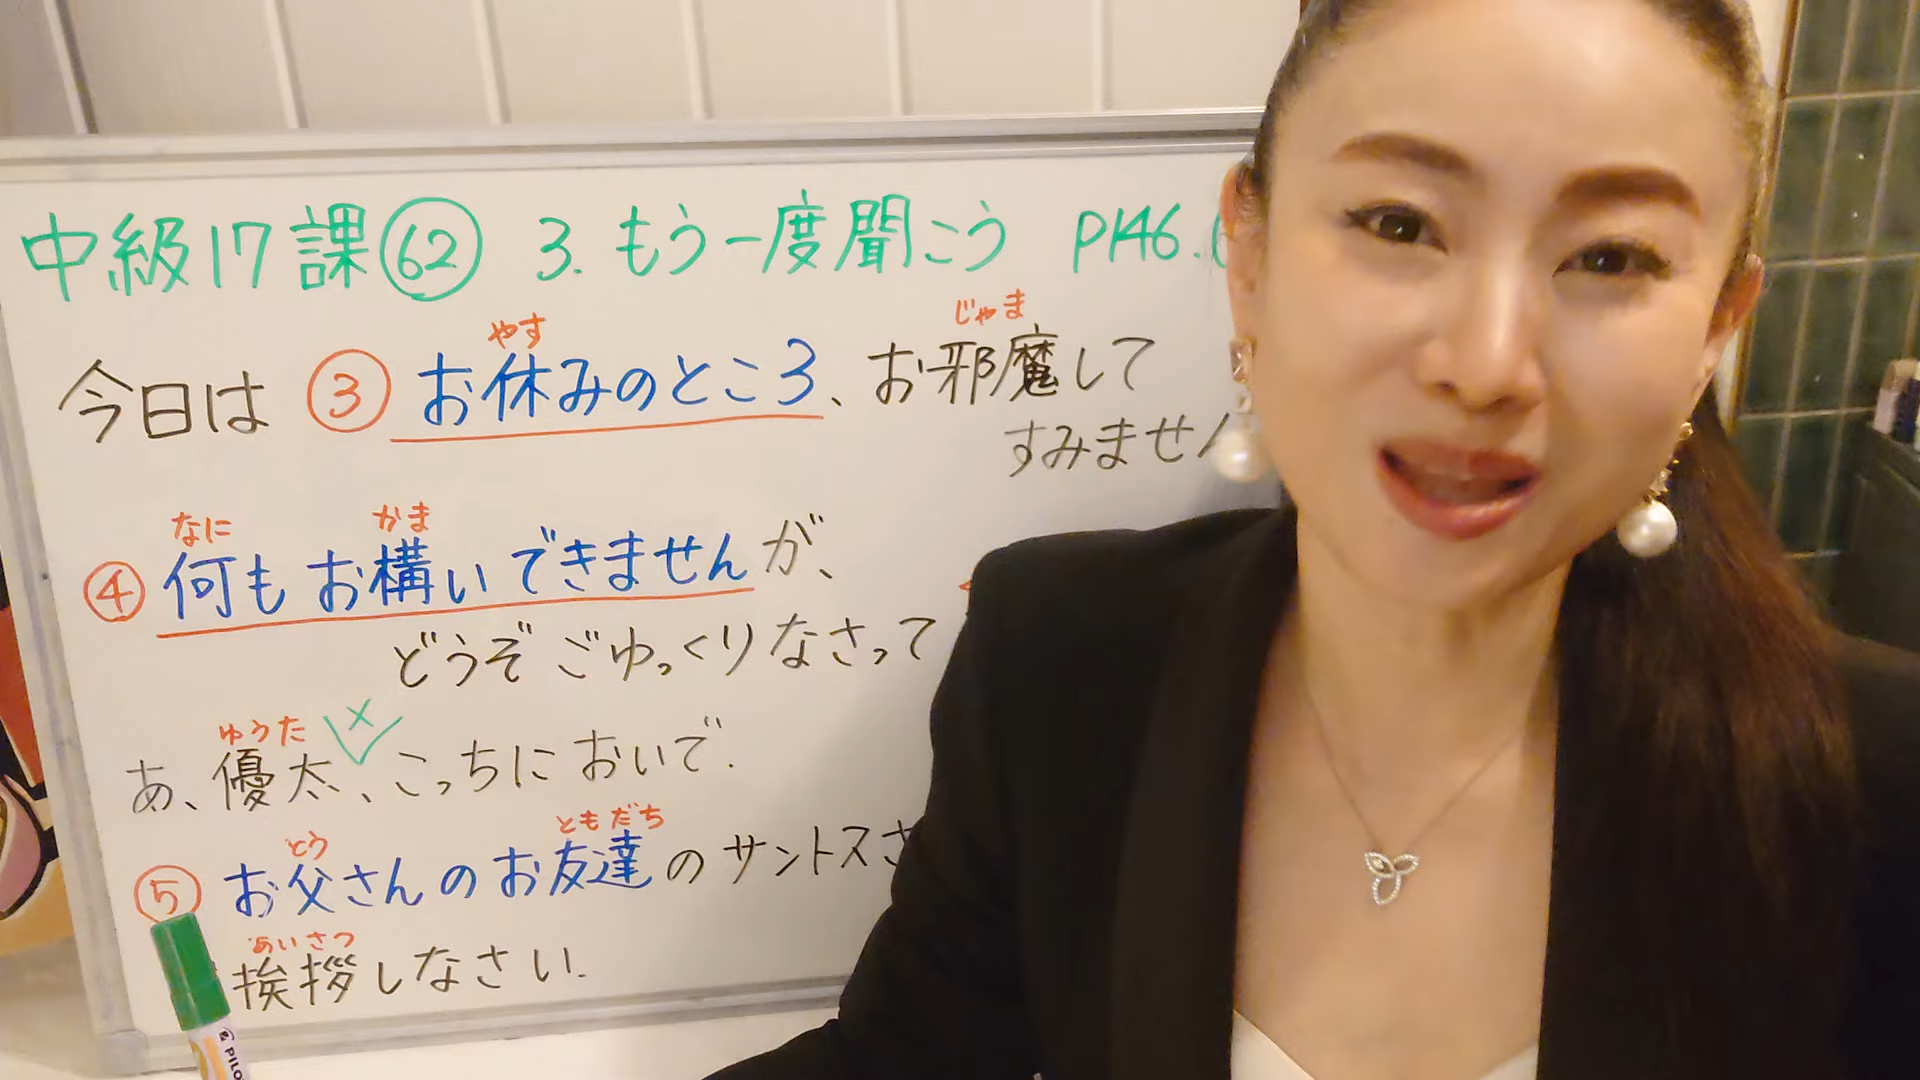 中級17課 62 3. もう一度聞こう P146.
やす じゃま
今日は ③ お休みのところ、お邪魔して
すみませ
なに かま
④ 何もお構いできませんが、
どうぞごゆっくりなさって
ゆうた
あ、優太、こっちにおいで.
とう ともだち
⑤ お父さんのお友達のサントスさ
あいさつ
挨拶しなさい.
PILO